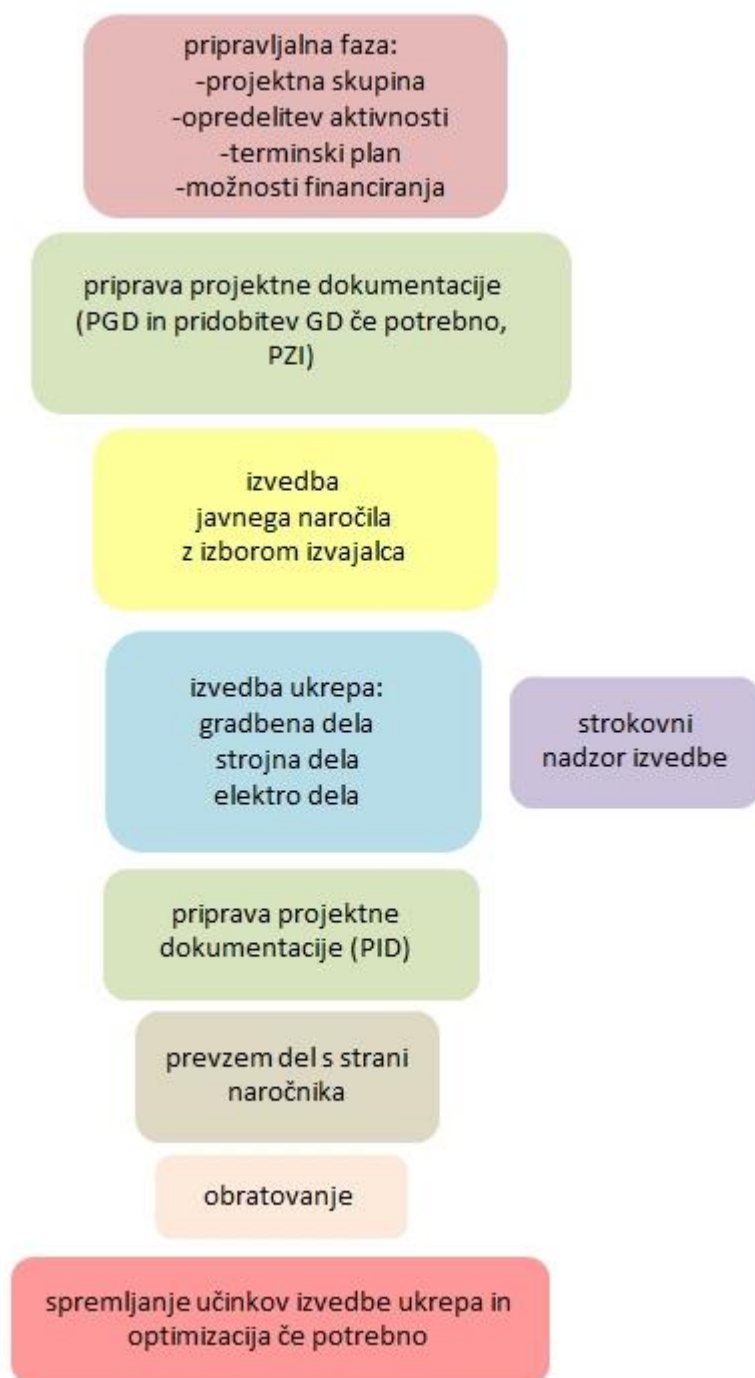 pripravljalna faza:
-projektna skupina
-opredelitev aktivnosti
-terminski plan
-možnosti financiranja
priprava projektne dokumentacije
(PGD in pridobitev GD če potrebno,
PZI)
izvedba
javnega naročila
z izborom izvajalca
izvedba ukrepa:
gradbena dela
strojna dela
elektro dela
strokovni
nadzor izvedbe
priprava projektne
dokumentacije (PID)
prevzem del s strani
naročnika
obratovanje
spremljanje učinkov izvedbe ukrepa in
optimizacija če potrebno